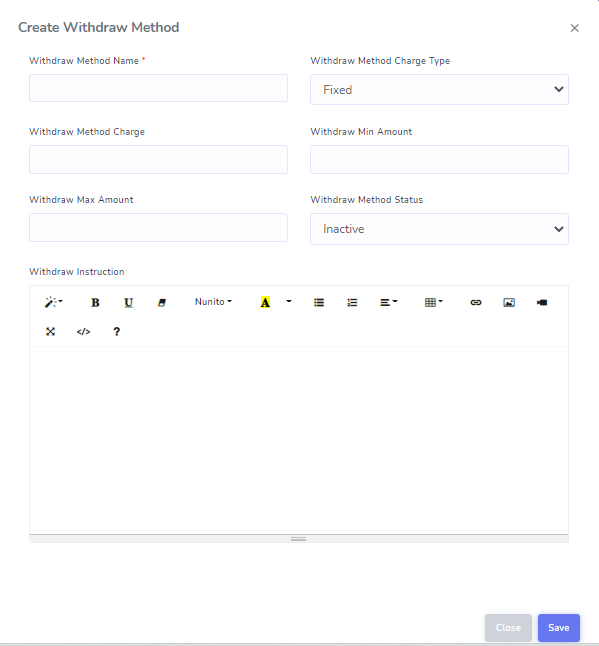 Create Withdraw Method ×
Withdraw Method Name * Withdraw Method Charge Type
Fixed
Withdraw Method Charge Withdraw Min Amount
Withdraw Max Amount Withdraw Method Status
Inactive
Withdraw Instruction
B U Nunito A
</> ?
Close Save